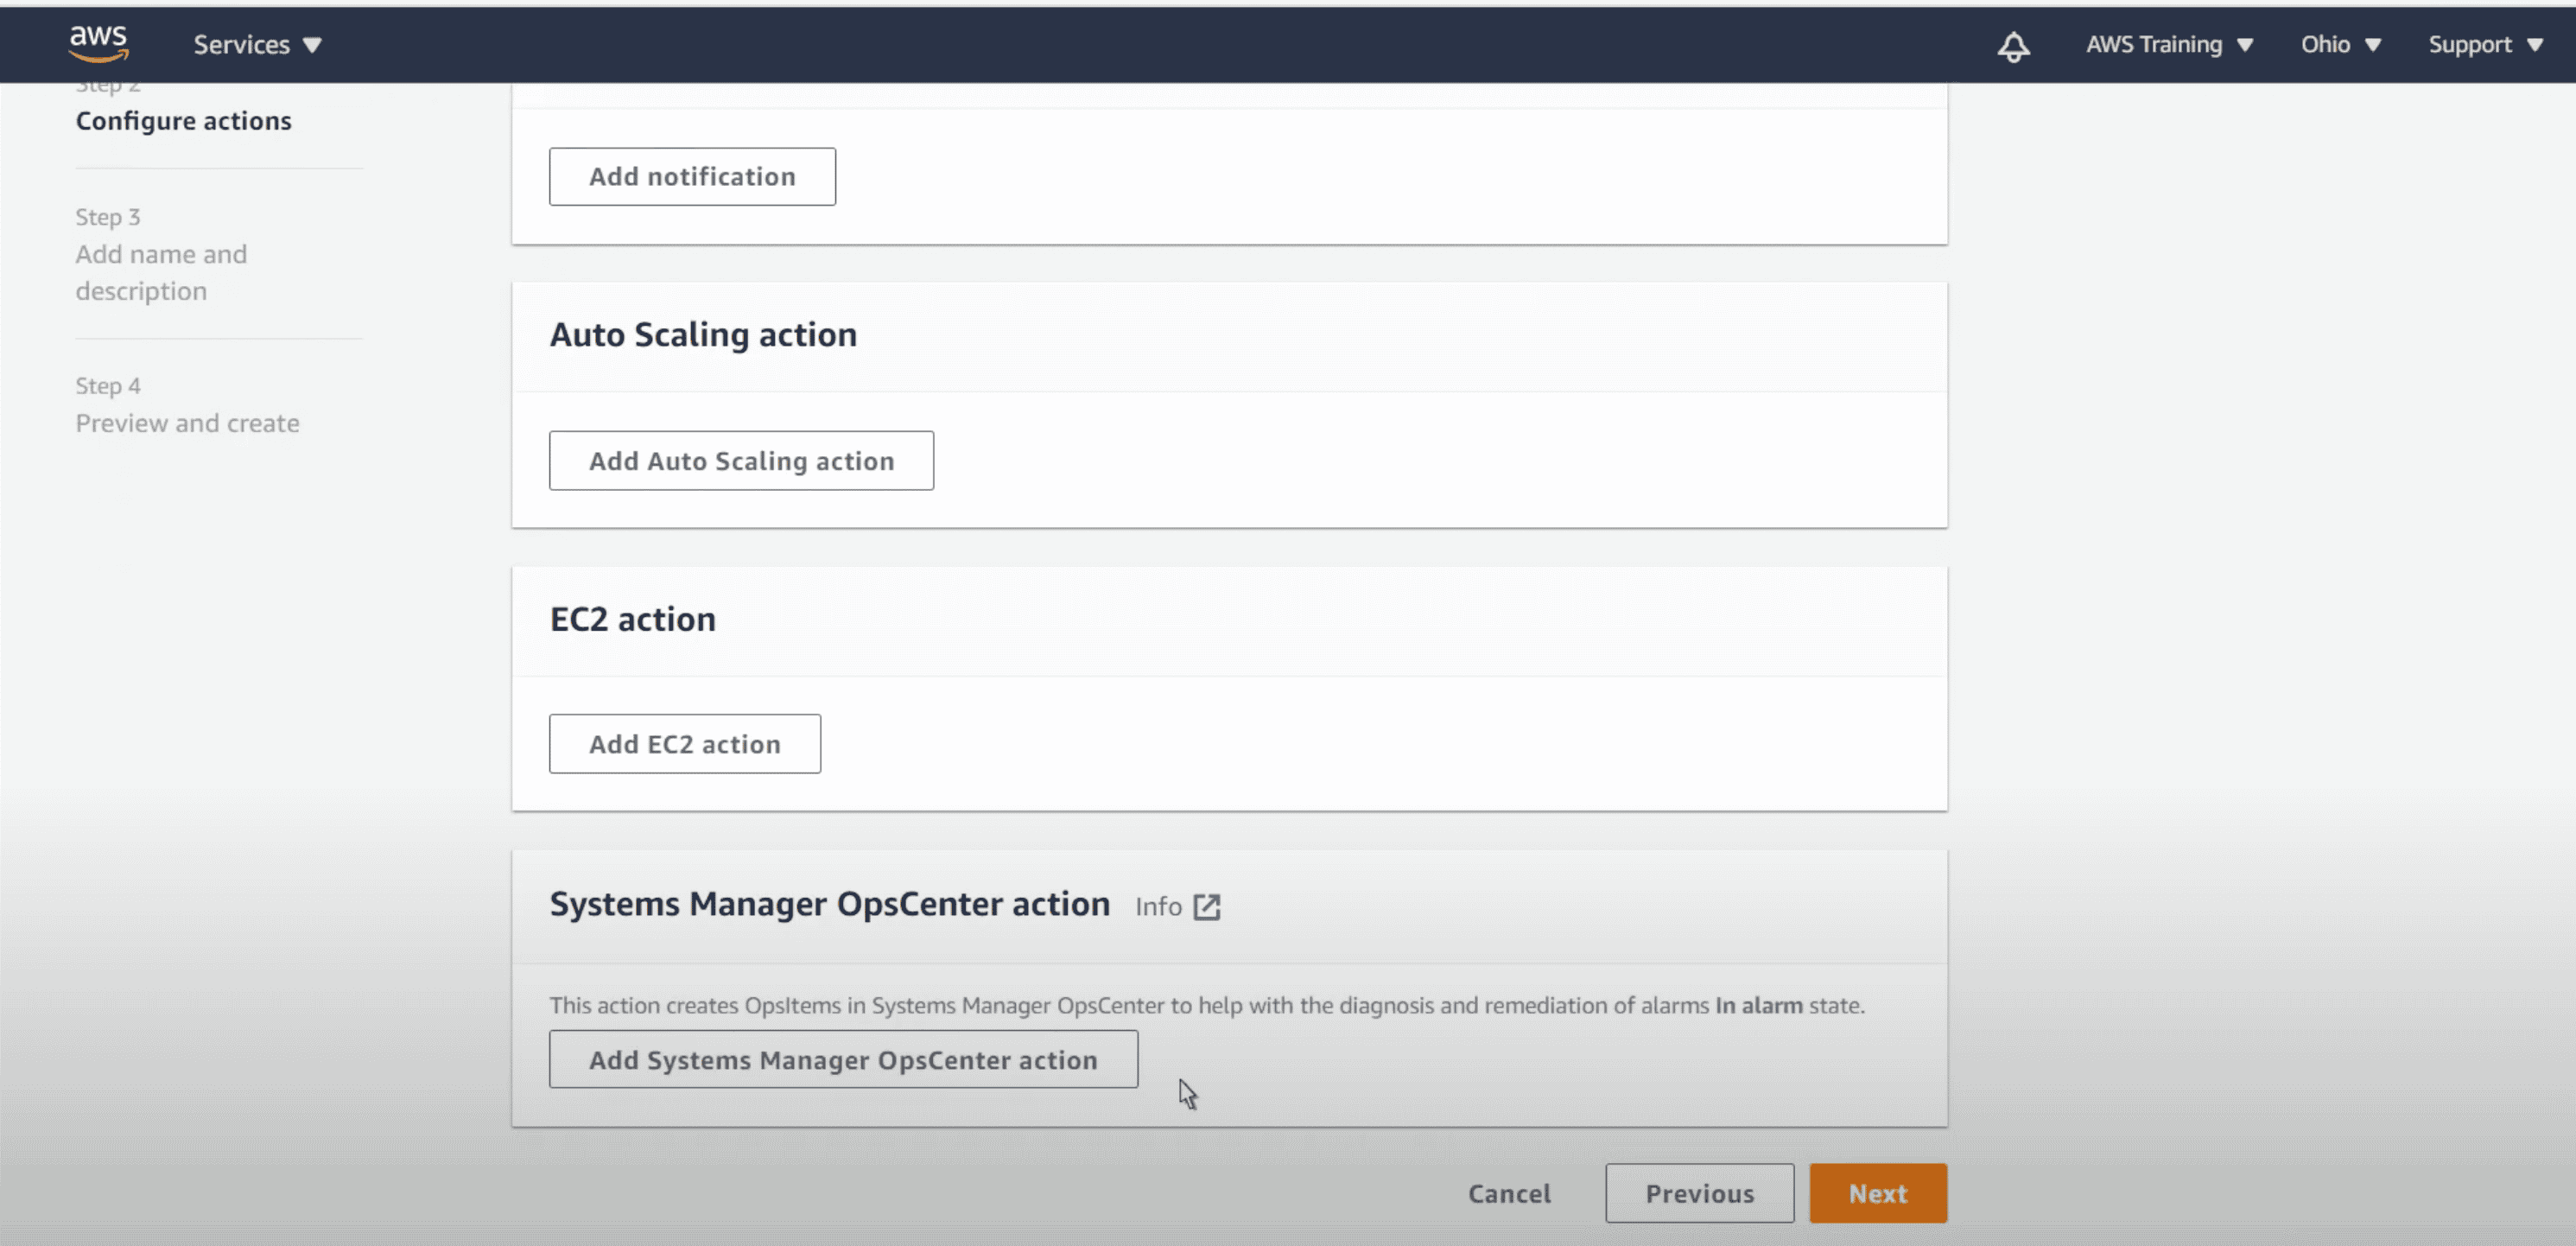 aws
Services
AWS Training
Ohio
Support
Step 2
Configure actions
Step 3
Add name and
description
Step 4
Preview and create
Add notification
Auto Scaling action
Add Auto Scaling action
EC2 action
Add EC2 action
Systems Manager OpsCenter action Info
This action creates OpsItems in Systems Manager OpsCenter to help with the diagnosis and remediation of alarms In alarm state.
Add Systems Manager OpsCenter action
Cancel
Previous
Next